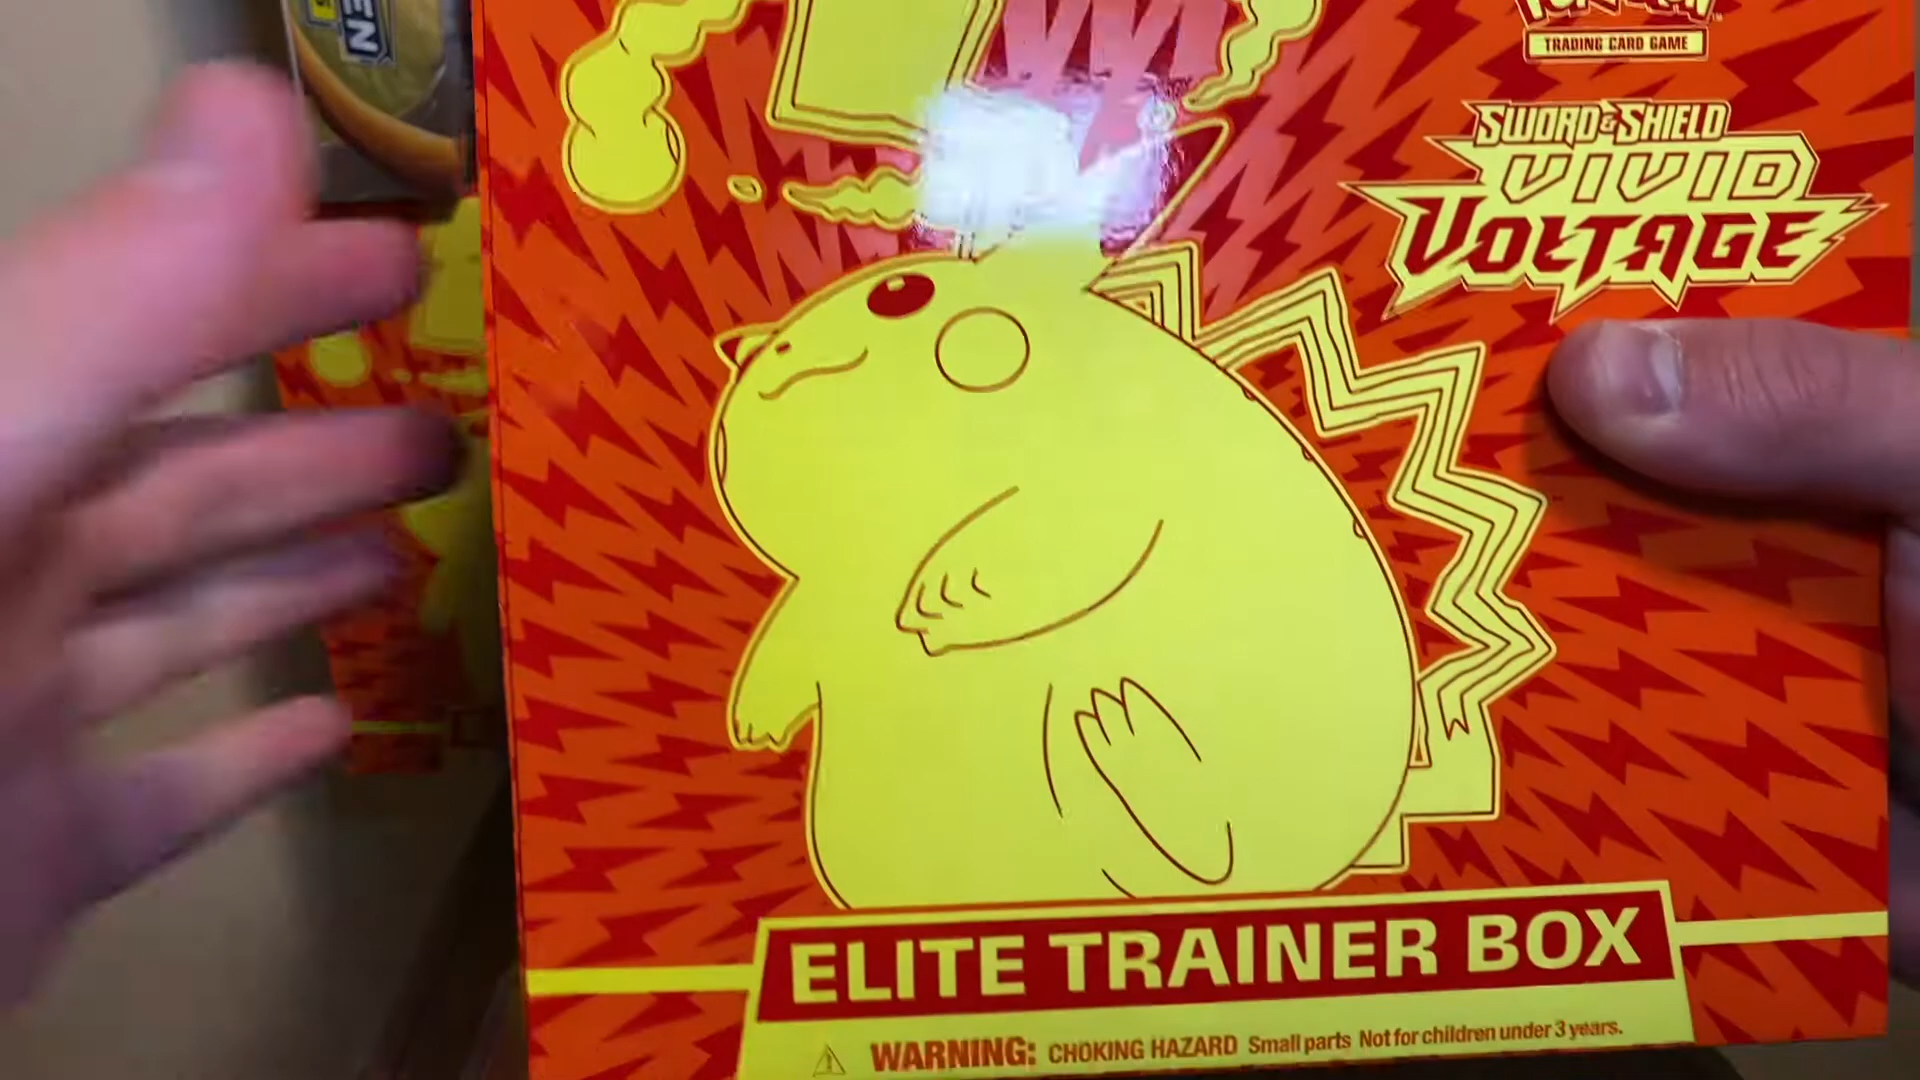 EN
TRADING CARD GAME
SWORD & SHIELD
VIVID
VOLTAGE
ELITE TRAINER BOX
WARNING: CHOKING HAZARD Small parts Not for children under 3 years.